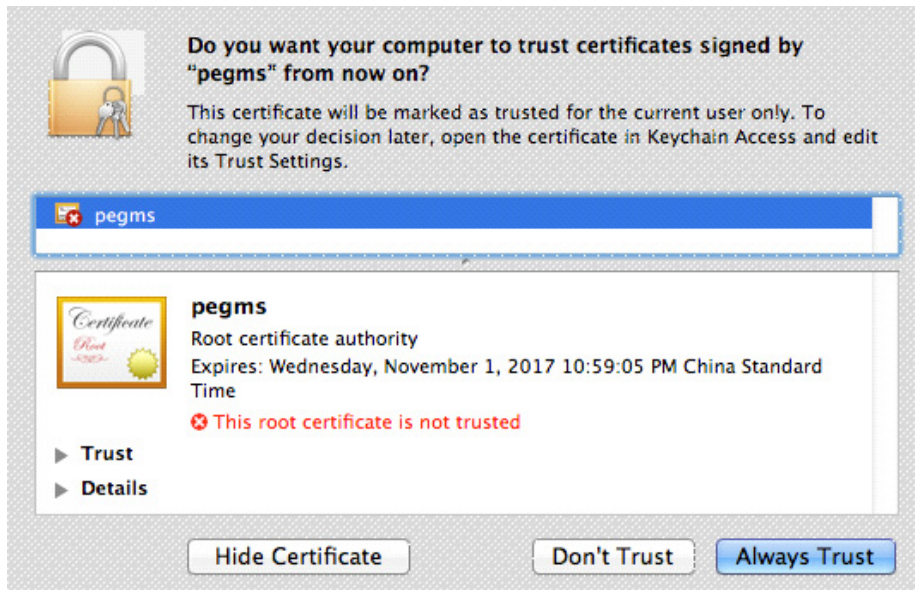 Do you want your computer to trust certificates signed by
“pegms” from now on?
This certificate will be marked as trusted for the current user only. To
change your decision later, open the certificate in Keychain Access and edit
its Trust Settings.
pegms
Certificate
Root
pegms
Root certificate authority
Expires: Wednesday, November 1, 2017 10:59:05 PM China Standard
Time
This root certificate is not trusted
Trust
Details
Hide Certificate
Don't Trust
Always Trust